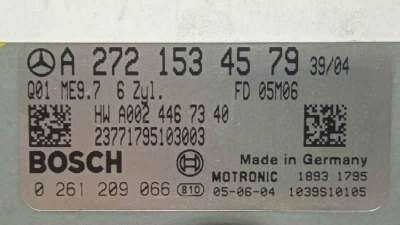 A 272 153 45 79 39/04
Q01 ME9.7 6 Zyl. FD 05M06
HW A002 446 73 40
23771795103003
BOSCH
Made in Germany
MOTRONIC 1893 1795
0 261 209 066 810 05-06-04 1039S10105